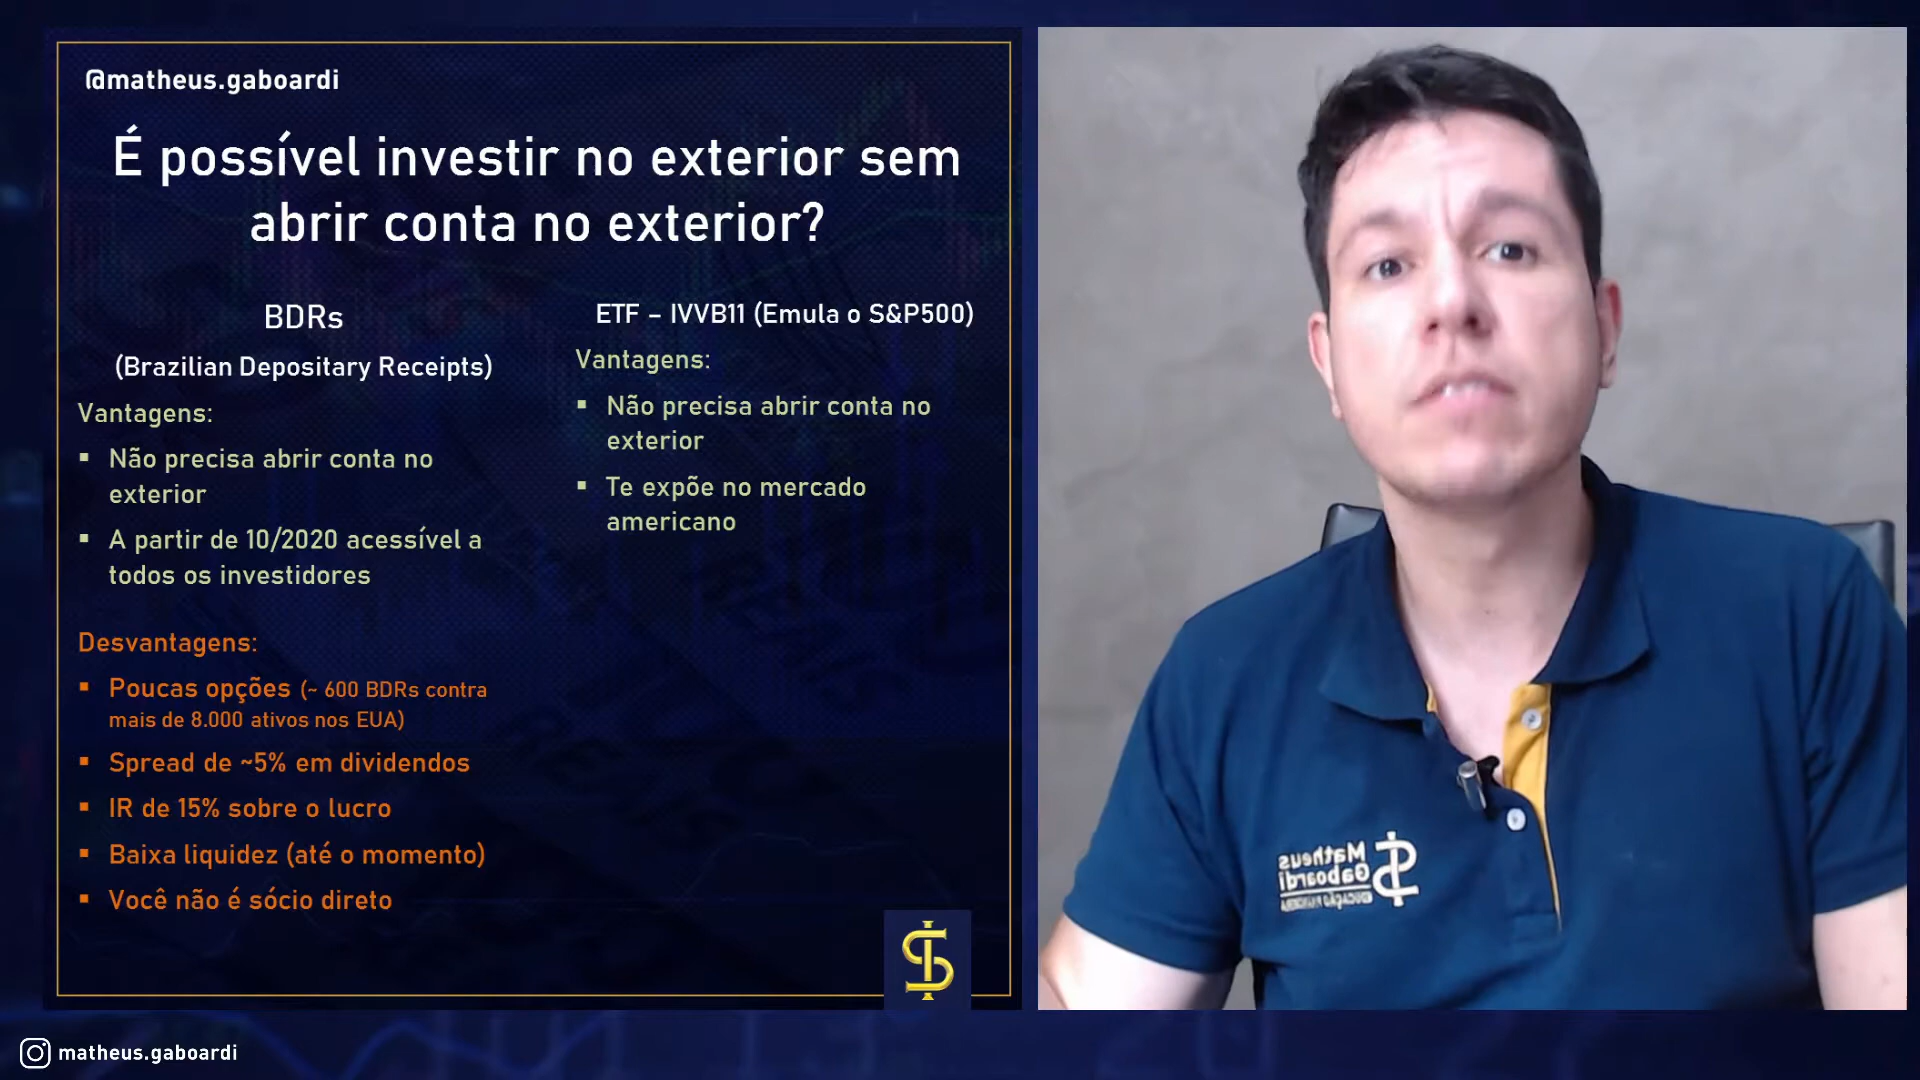 @matheus.gaboardi
É possível investir no exterior sem
abrir conta no exterior?
BDRs
(Brazilian Depositary Receipts)
Vantagens:
▪ Não precisa abrir conta no
exterior
▪ A partir de 10/2020 acessível a
todos os investidores
Desvantagens:
▪ Poucas opções (~ 600 BDRs contra
mais de 8.000 ativos nos EUA)
▪ Spread de ~5% em dividendos
▪ IR de 15% sobre o lucro
▪ Baixa liquidez (até o momento)
▪ Você não é sócio direto
ETF – IVVB11 (Emula o S&P500)
Vantagens:
▪ Não precisa abrir conta no
exterior
▪ Te expõe no mercado
americano
Matheus
Gaboardi
EDUCAÇÃO FINANCEIRA
matheus.gaboardi